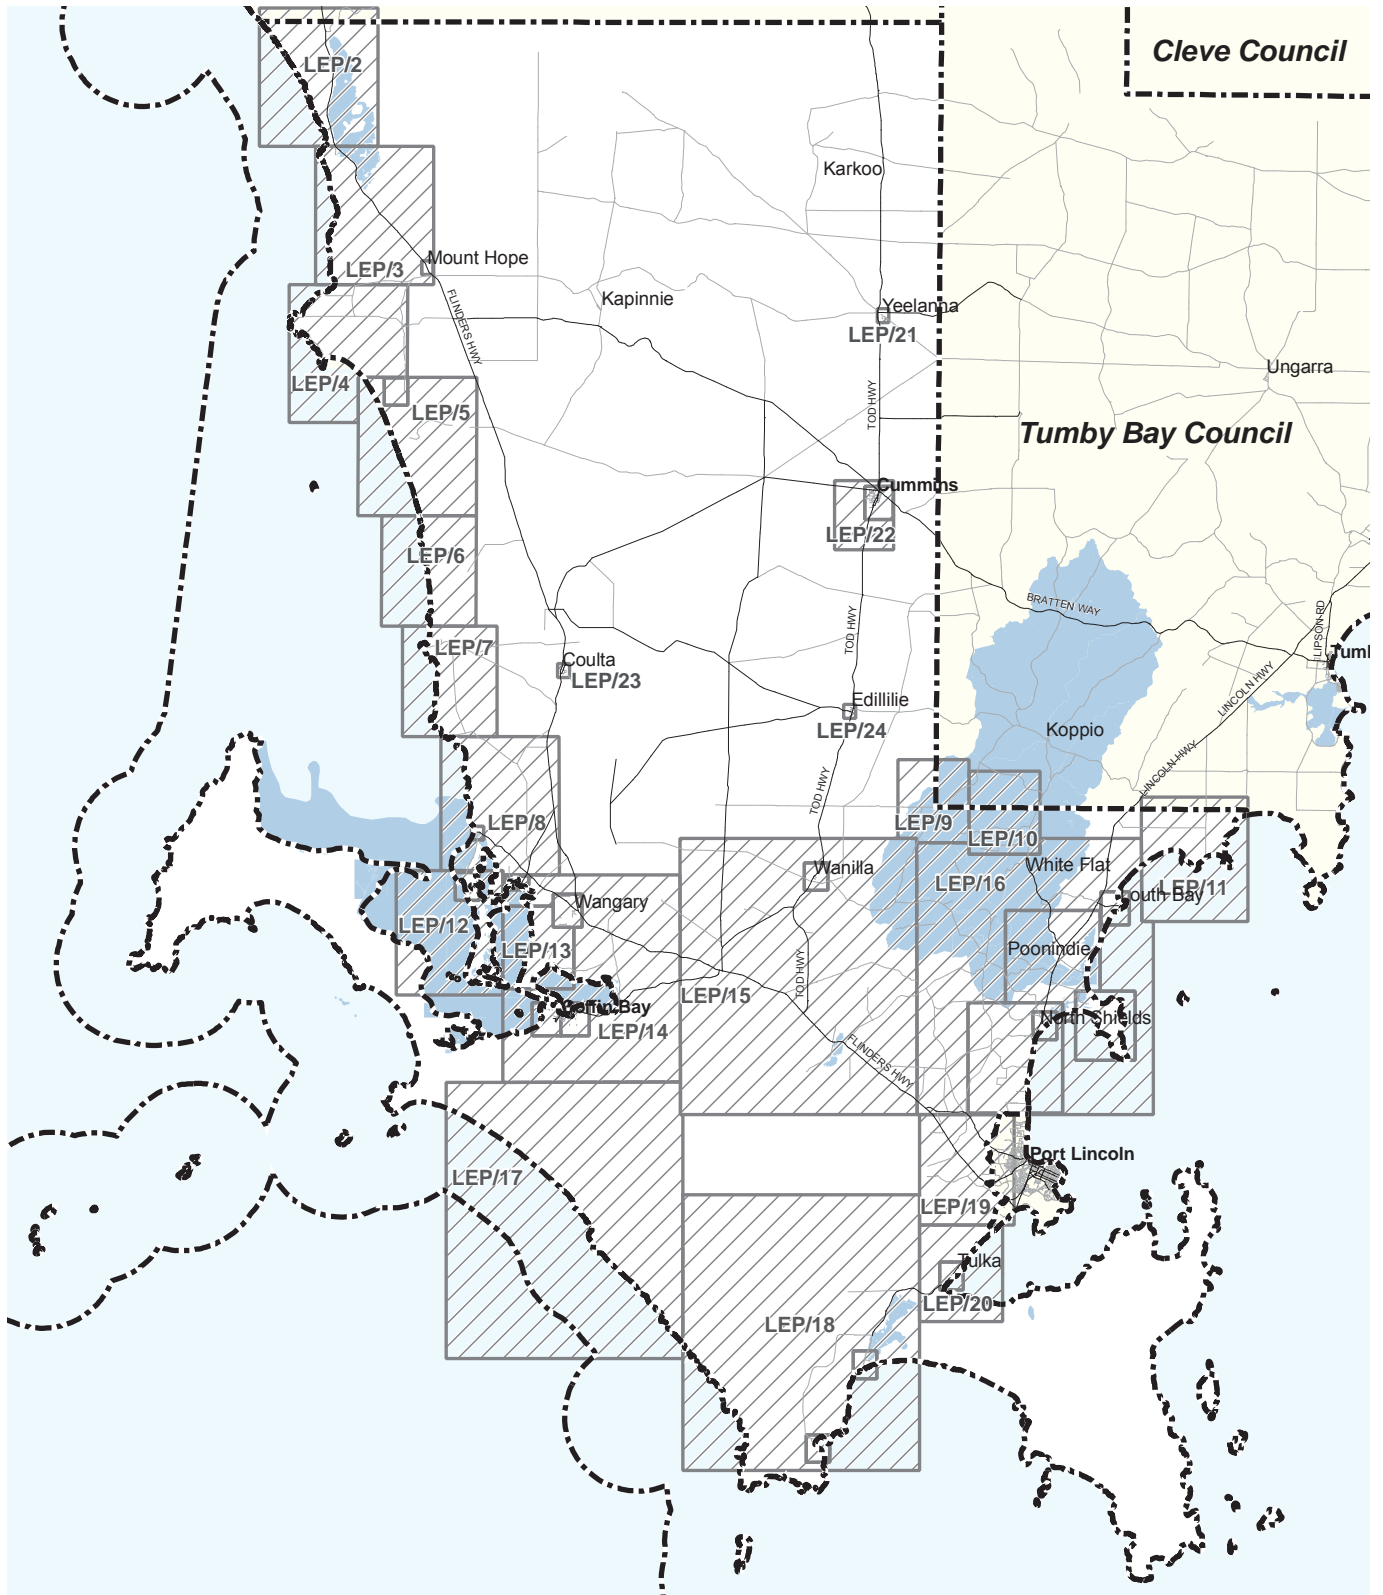 Cleve Council
LEP/2
Karkoo
Mount Hope
LEP/3
Kapinnie
Yeelanna
LEP/21
FLINDERS HWY
Ungarra
LEP/4
TOD HWY
LEP/5
Tumby Bay Council
Cummins
LEP/22
LEP/6
BRATTEN WAY
TOD HWY
LIPSON RD
LEP/7
Coulta
LEP/23
Tumb
LINCOLN HWY
Edillilie
LEP/24
Koppio
LINCOLN HWY
TOD HWY
LEP/8
LEP/9
LEP/10
Wanilla
White Flat
LEP/16
LEP/11
Louth Bay
Wangary
LEP/12
LEP/13
Poonindie
TOD HWY
LEP/15
Coffin Bay
LEP/14
North Shields
FLINDERS HWY
Port Lincoln
LEP/17
LEP/19
Tulka
LEP/20
LEP/18